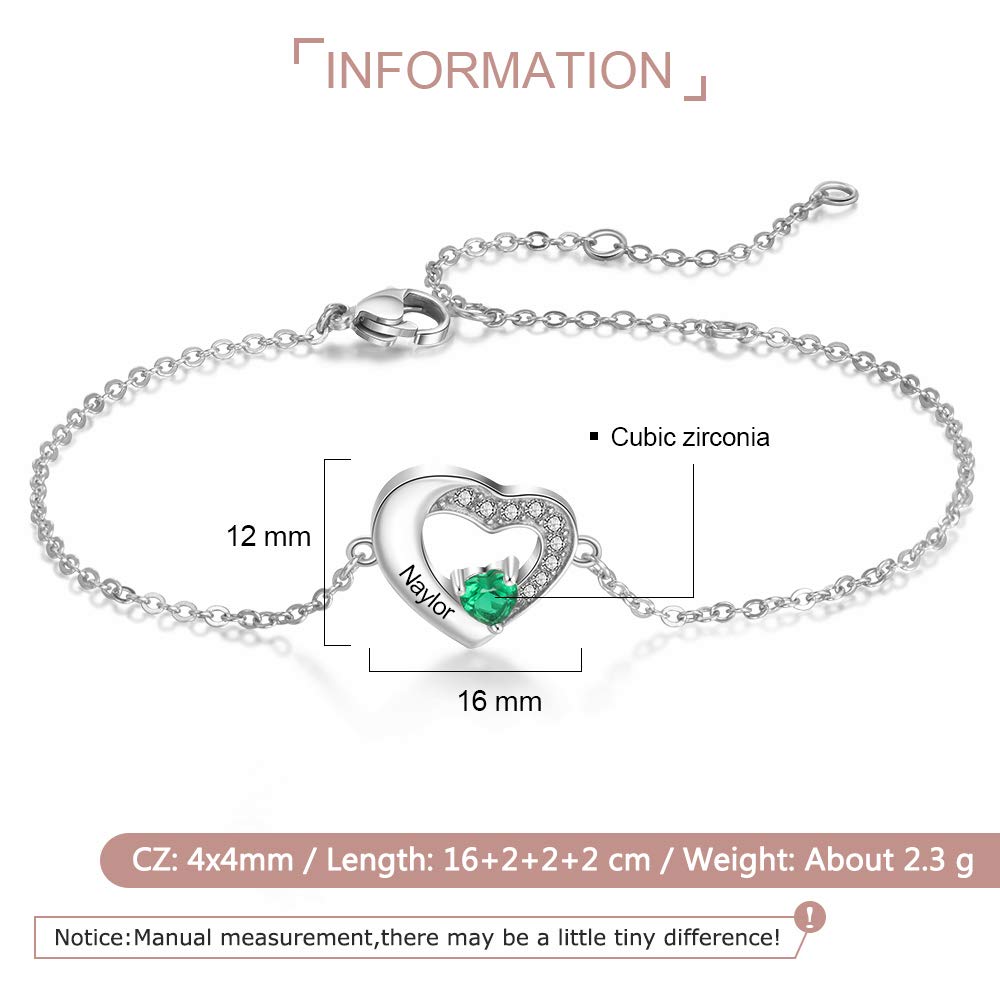 INFORMATION
▪ Cubic zirconia
12 mm
Naylor
16 mm
CZ: 4x4mm / Length: 16+2+2+2 cm / Weight: About 2.3 g
!
Notice:Manual measurement,there may be a little tiny difference!